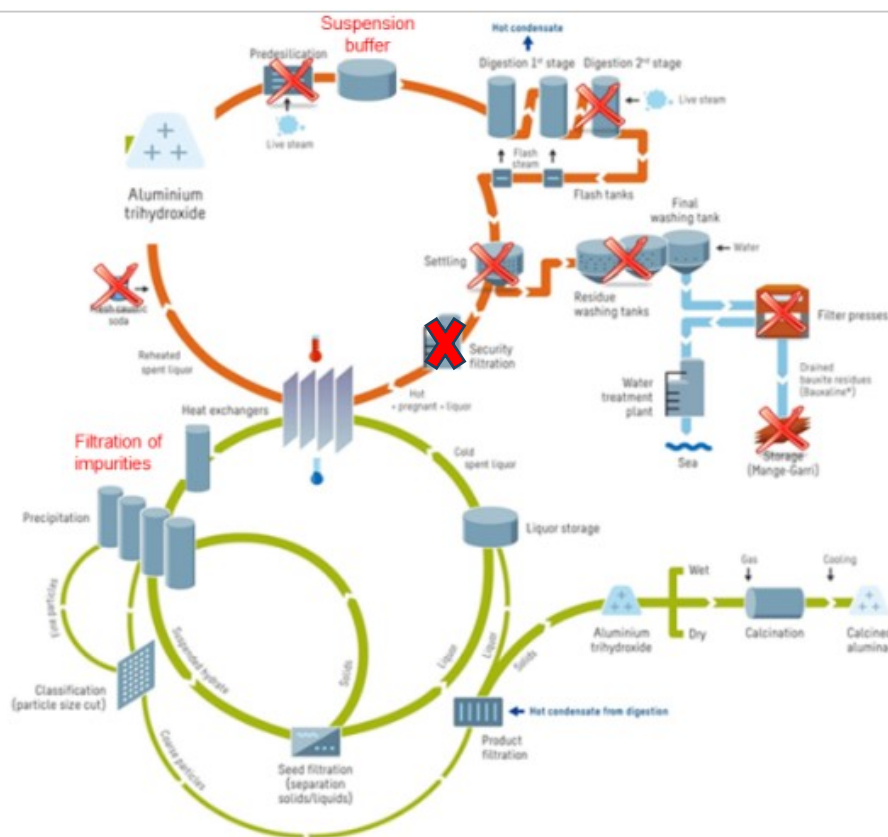 Suspension
buffer
Hot condensate
Predesilication
Digestion 1st stage
Digestion 2nd stage
Live steam
Live steam
Flash
steam
Flash tanks
Aluminium
trihydroxide
Final
washing tank
Water
Settling
Residue
washing tanks
Filter presses
soda
Security
filtration
Reheated
spent liquor
Hot
« pregnant » liquor
Water
treatment
plant
Drained
bauxite residues
(Bauxaline®)
Heat exchangers
Sea
Storage
(Mange-Garri)
Filtration of
impurities
Cold
spent liquor
Precipitation
Liquor storage
Fine particles
Wet
Gas
Cooling
Suspended hydrate
Solids
Liquor
Liquor
Solids
Aluminium
trihydroxide
Dry
Calcination
Calcined
alumina
Classification
(particle size cut)
Coarse particles
Hot condensate from digestion
Product
filtration
Seed filtration
(separation
solids/liquids)